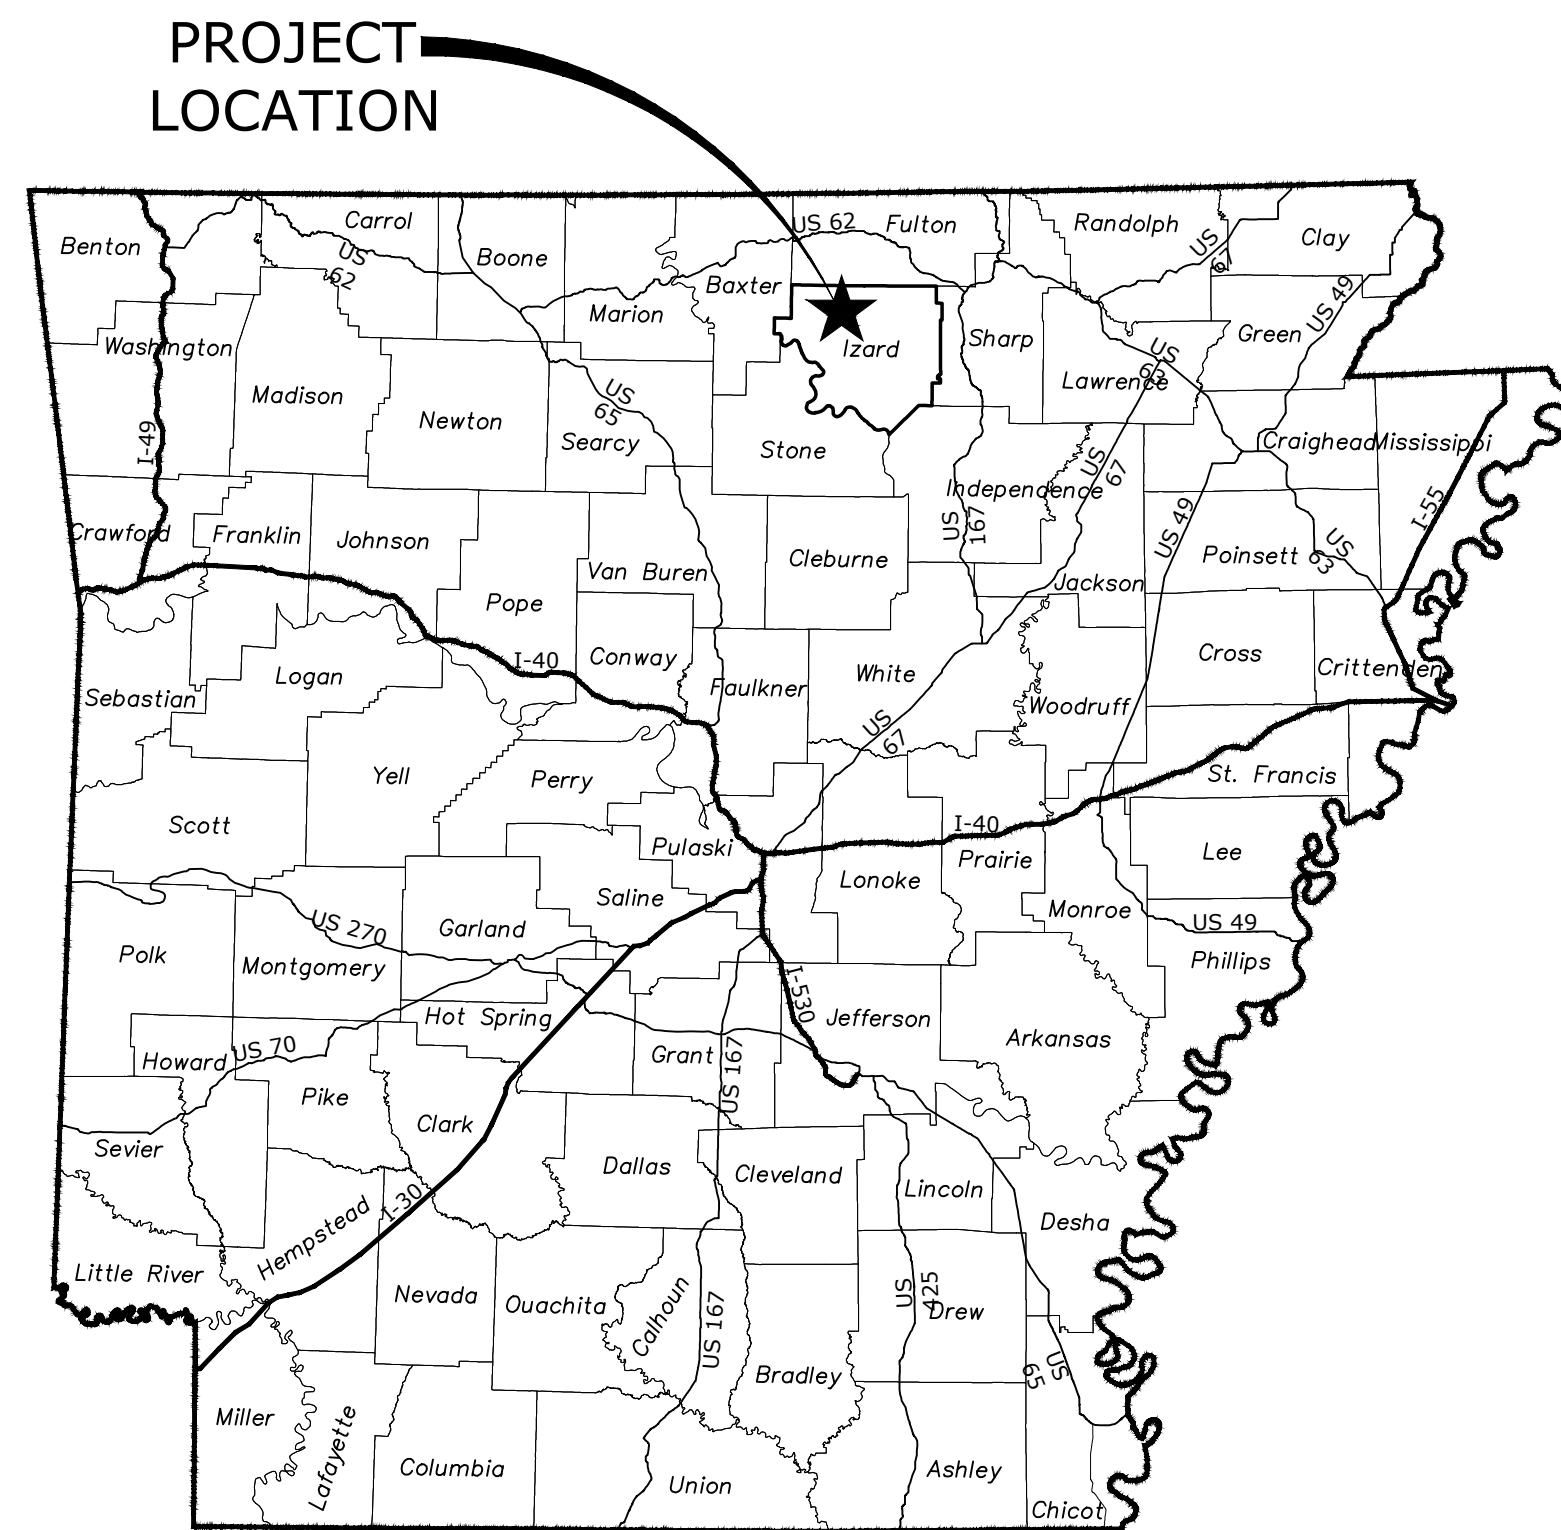 PROJECT
LOCATION
Carrol
US 62
Fulton
Randolph
Clay
Benton
Boone
US
62
US
67
Baxter
Marion
US 49
Green
Washington
Izard
Sharp
US
63
Lawrence
Madison
US
65
Newton
Searcy
Stone
Craighead
Mississippi
I-49
US
67
Independence
I-55
Crawford
Franklin
Johnson
US
167
US 49
Cleburne
Poinsett
US
63
Van Buren
Jackson
Pope
I-40
Conway
Cross
Crittenden
Logan
Sebastian
Faulkner
White
Woodruff
US
67
Yell
Perry
St. Francis
Scott
I-40
Pulaski
Prairie
Lee
Lonoke
Saline
Monroe
US 49
US 270
Garland
Polk
Montgomery
Phillips
I-530
Hot Spring
Jefferson
Arkansas
Howard
US 70
Grant
US 167
Pike
Clark
Sevier
Dallas
Cleveland
Lincoln
I-30
Hempstead
Desha
Little River
Nevada
Ouachita
Calhoun
US 167
US
425
Drew
US
65
Bradley
Miller
Lafayette
Columbia
Union
Ashley
Chicot